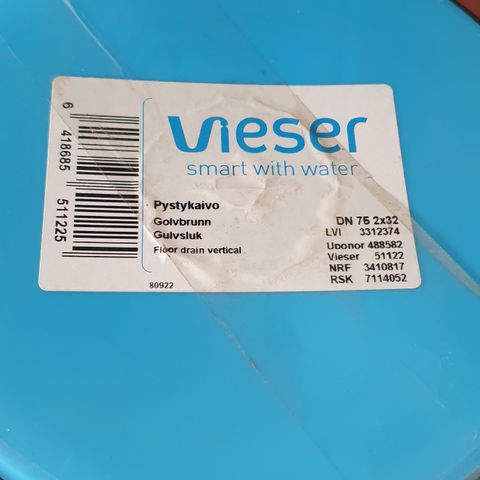 6 418685 511225
vieser
smart with water
Pystykaivo
Golvbrunn
Gulvsluk
Floor drain vertical
80922
DN 75 2x32
LVI 3312374
Uponor 488582
Vieser 51122
NRF 3410817
RSK 7114052